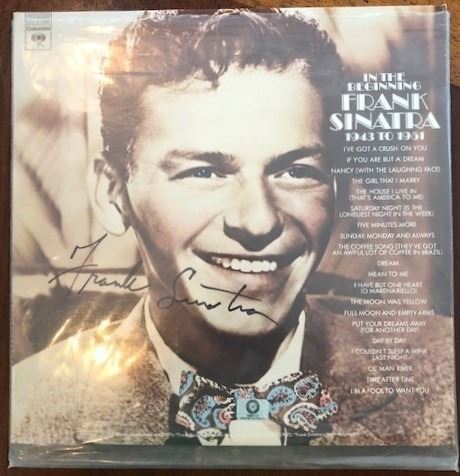 Columbia
IN THE
BEGINNING
FRANK
SINATRA
1943 TO 1951
I'VE GOT A CRUSH ON YOU
IF YOU ARE BUT A DREAM
NANCY (WITH THE LAUGHING FACE)
THE GIRL THAT I MARRY
THE HOUSE I LIVE IN
(THAT'S AMERICA TO ME)
SATURDAY NIGHT (IS THE
LONELIEST NIGHT IN THE WEEK)
FIVE MINUTES MORE
SUNDAY, MONDAY AND ALWAYS
THE COFFEE SONG (THEY'VE GOT
AN AWFUL LOT OF COFFEE IN BRAZIL)
DREAM
MEAN TO ME
I HAVE BUT ONE HEART
(O MARENARIELLO)
THE MOON WAS YELLOW
FULL MOON AND EMPTY ARMS
PUT YOUR DREAMS AWAY
(FOR ANOTHER DAY)
DAY BY DAY
I COULDN'T SLEEP A WINK
LAST NIGHT
OL' MAN RIVER
TIME AFTER TIME
I'M A FOOL TO WANT YOU
Frank Sinatra